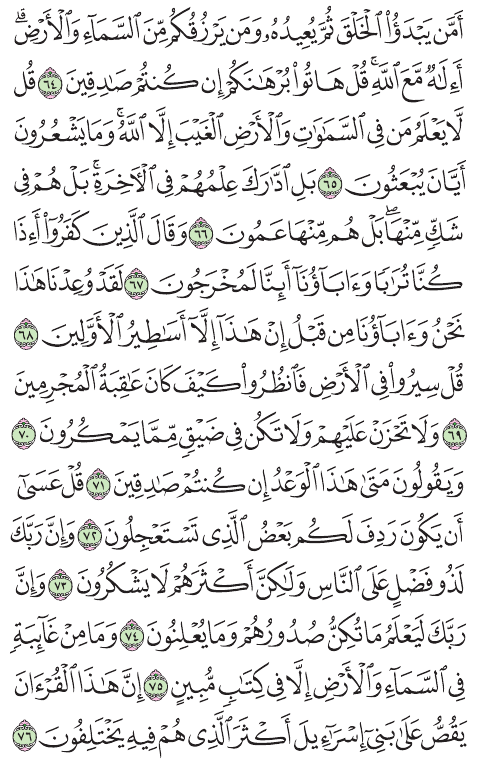 أَمَّن يَبْدَؤُاْ ٱلْخَلْقَ ثُمَّ يُعِيدُهُۥ وَمَن يَرْزُقُكُم مِّنَ ٱلسَّمَآءِ وَٱلْأَرْضِۗ
أَءِلَٰهٌ مَّعَ ٱللَّهِۚ قُلْ هَاتُواْ بُرْهَٰنَكُمْ إِن كُنتُمْ صَٰدِقِينَ ٦٤ قُل
لَّا يَعْلَمُ مَن فِى ٱلسَّمَٰوَٰتِ وَٱلْأَرْضِ ٱلْغَيْبَ إِلَّا ٱللَّهُۚ وَمَا يَشْعُرُونَ
أَيَّانَ يُبْعَثُونَ ٦٥ بَلِ ٱدَّٰرَكَ عِلْمُهُمْ فِى ٱلْأَخِرَةِۚ بَلْ هُمْ فِى
شَكٍّ مِّنْهَاۖ بَلْ هُم مِّنْهَا عَمُونَ ٦٦ وَقَالَ ٱلَّذِينَ كَفَرُوٓاْ أَءِذَا
كُنَّا تُرَٰبًا وَءَابَآؤُنَآ أَئِنَّا لَمُخْرَجُونَ ٦٧ لَقَدْ وُعِدْنَا هَٰذَا
نَحْنُ وَءَابَآؤُنَا مِن قَبْلُ إِنْ هَٰذَآ إِلَّآ أَسَٰطِيرُ ٱلْأَوَّلِينَ ٦٨
قُلْ سِيرُواْ فِى ٱلْأَرْضِ فَٱنظُرُواْ كَيْفَ كَانَ عَٰقِبَةُ ٱلْمُجْرِمِينَ
٦٩ وَلَا تَحْزَنْ عَلَيْهِمْ وَلَا تَكُن فِى ضَيْقٍ مِّمَّا يَمْكُرُونَ ٧٠
وَيَقُولُونَ مَتَىٰ هَٰذَا ٱلْوَعْدُ إِن كُنتُمْ صَٰدِقِينَ ٧١ قُلْ عَسَىٰٓ
أَن يَكُونَ رَدِفَ لَكُم بَعْضُ ٱلَّذِى تَسْتَعْجِلُونَ ٧٢ وَإِنَّ رَبَّكَ
لَذُو فَضْلٍ عَلَى ٱلنَّاسِ وَلَٰكِنَّ أَكْثَرَهُمْ لَا يَشْكُرُونَ ٧٣ وَإِنَّ
رَبَّكَ لَيَعْلَمُ مَا تُكِنُّ صُدُورُهُمْ وَمَا يُعْلِنُونَ ٧٤ وَمَا مِنْ غَآئِبَةٍ
فِى ٱلسَّمَآءِ وَٱلْأَرْضِ إِلَّا فِى كِتَٰبٍ مُّبِينٍ ٧٥ إِنَّ هَٰذَا ٱلْقُرْءَانَ
يَقُصُّ عَلَىٰ بَنِىٓ إِسْرَٰٓءِيلَ أَكْثَرَ ٱلَّذِى هُمْ فِيهِ يَخْتَلِفُونَ ٧٦